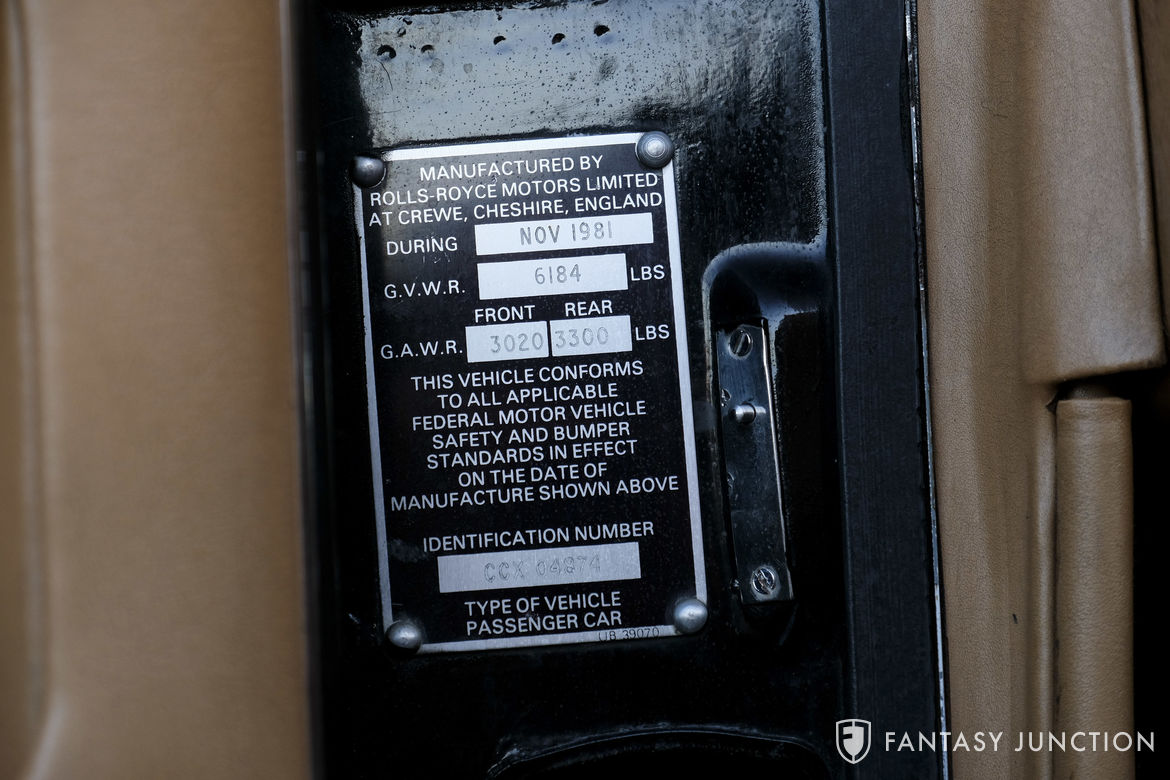 MANUFACTURED BY
ROLLS-ROYCE MOTORS LIMITED
AT CREWE, CHESHIRE, ENGLAND
DURING NOV 1981
G.V.W.R. 6184 LBS
FRONT REAR
G.A.W.R. 3020 3300 LBS
THIS VEHICLE CONFORMS
TO ALL APPLICABLE
FEDERAL MOTOR VEHICLE
SAFETY AND BUMPER
STANDARDS IN EFFECT
ON THE DATE OF
MANUFACTURE SHOWN ABOVE
IDENTIFICATION NUMBER
CCX 04874
TYPE OF VEHICLE
PASSENGER CAR
UB 39070
FANTASY JUNCTION